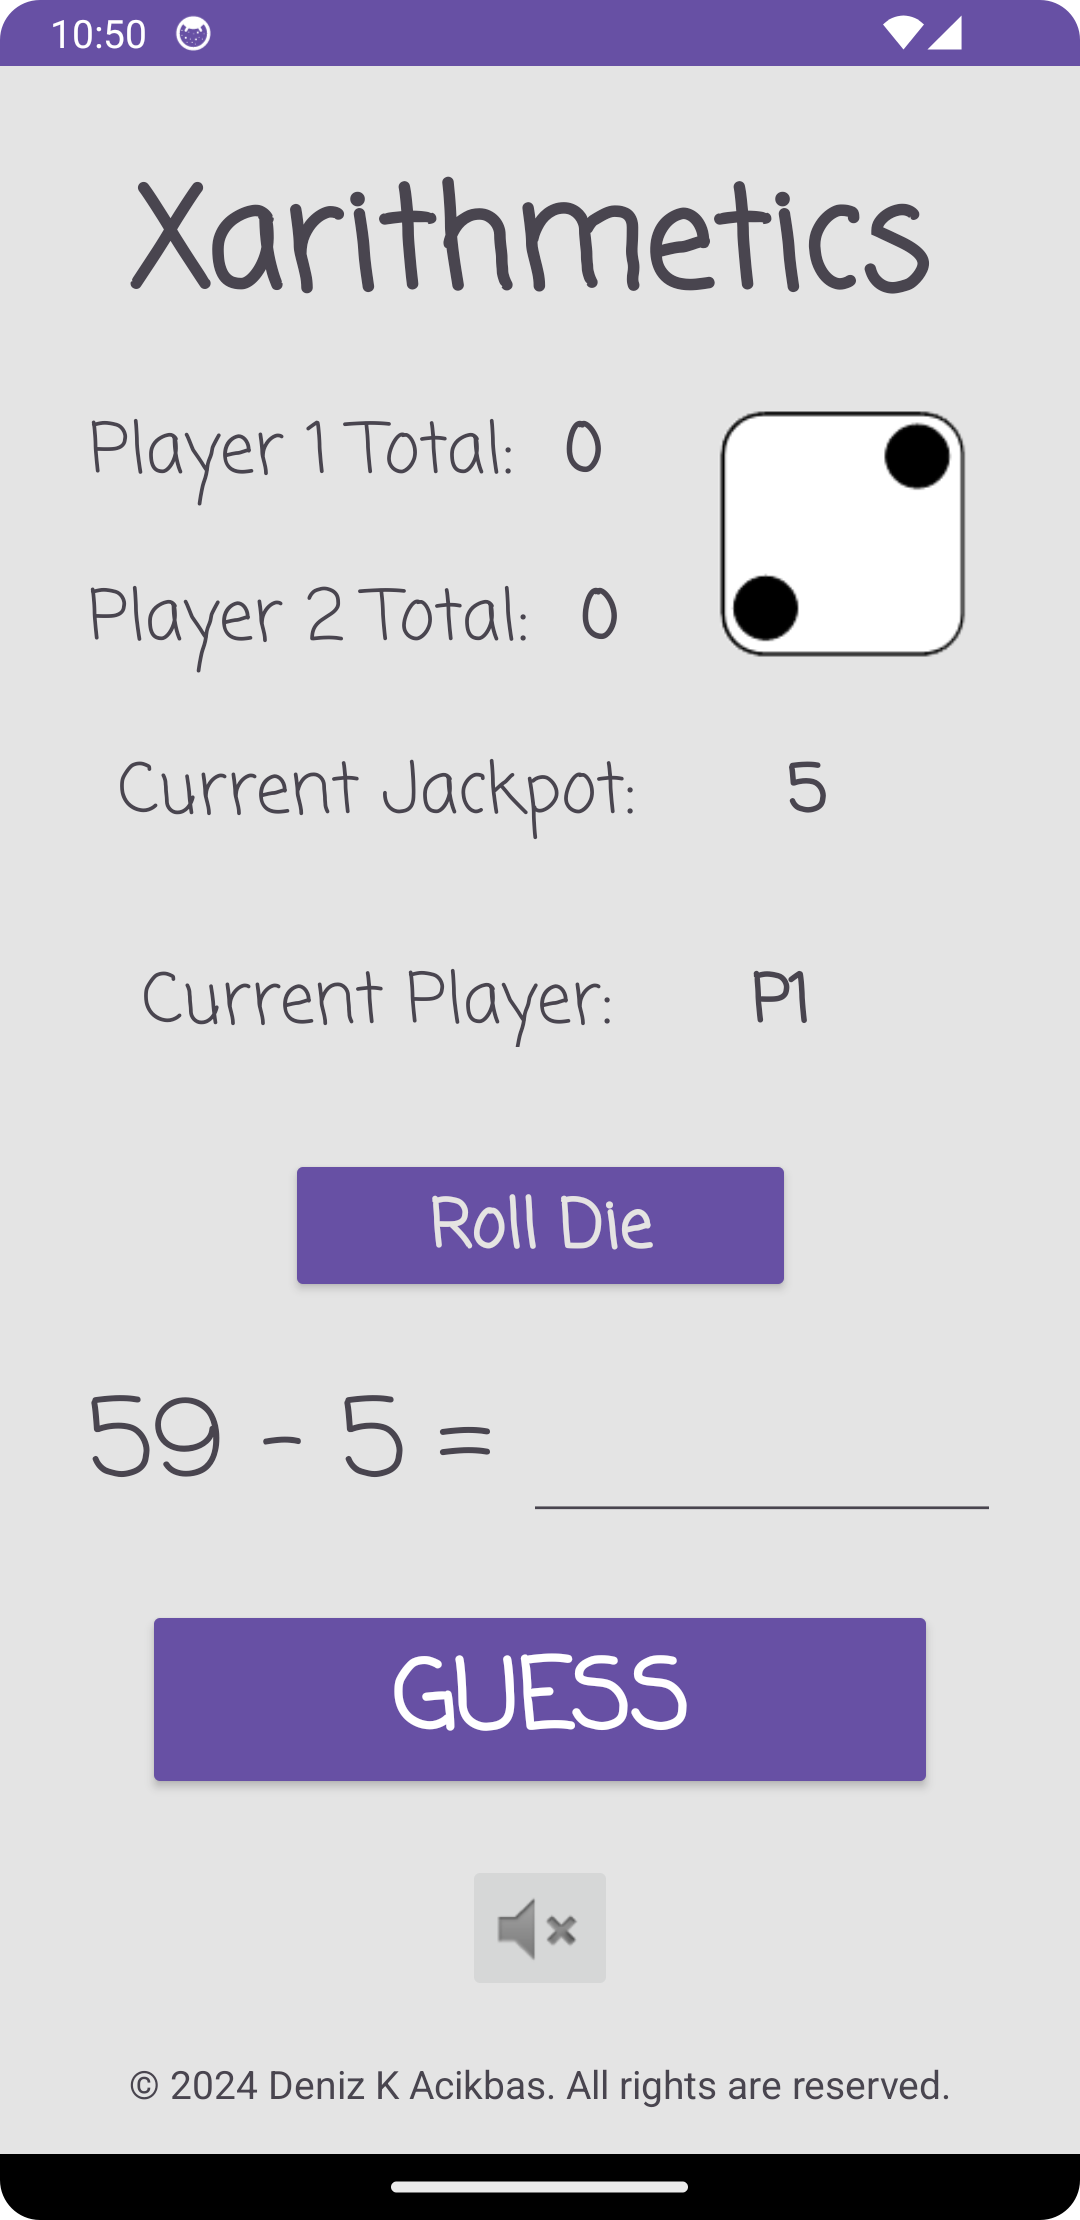 10:50
Xarithmetics
Player 1 Total: 0
Player 2 Total: 0
Current Jackpot: 5
Current Player: P1
Roll Die
59 - 5 =
GUESS
© 2024 Deniz K Acikbas. All rights are reserved.